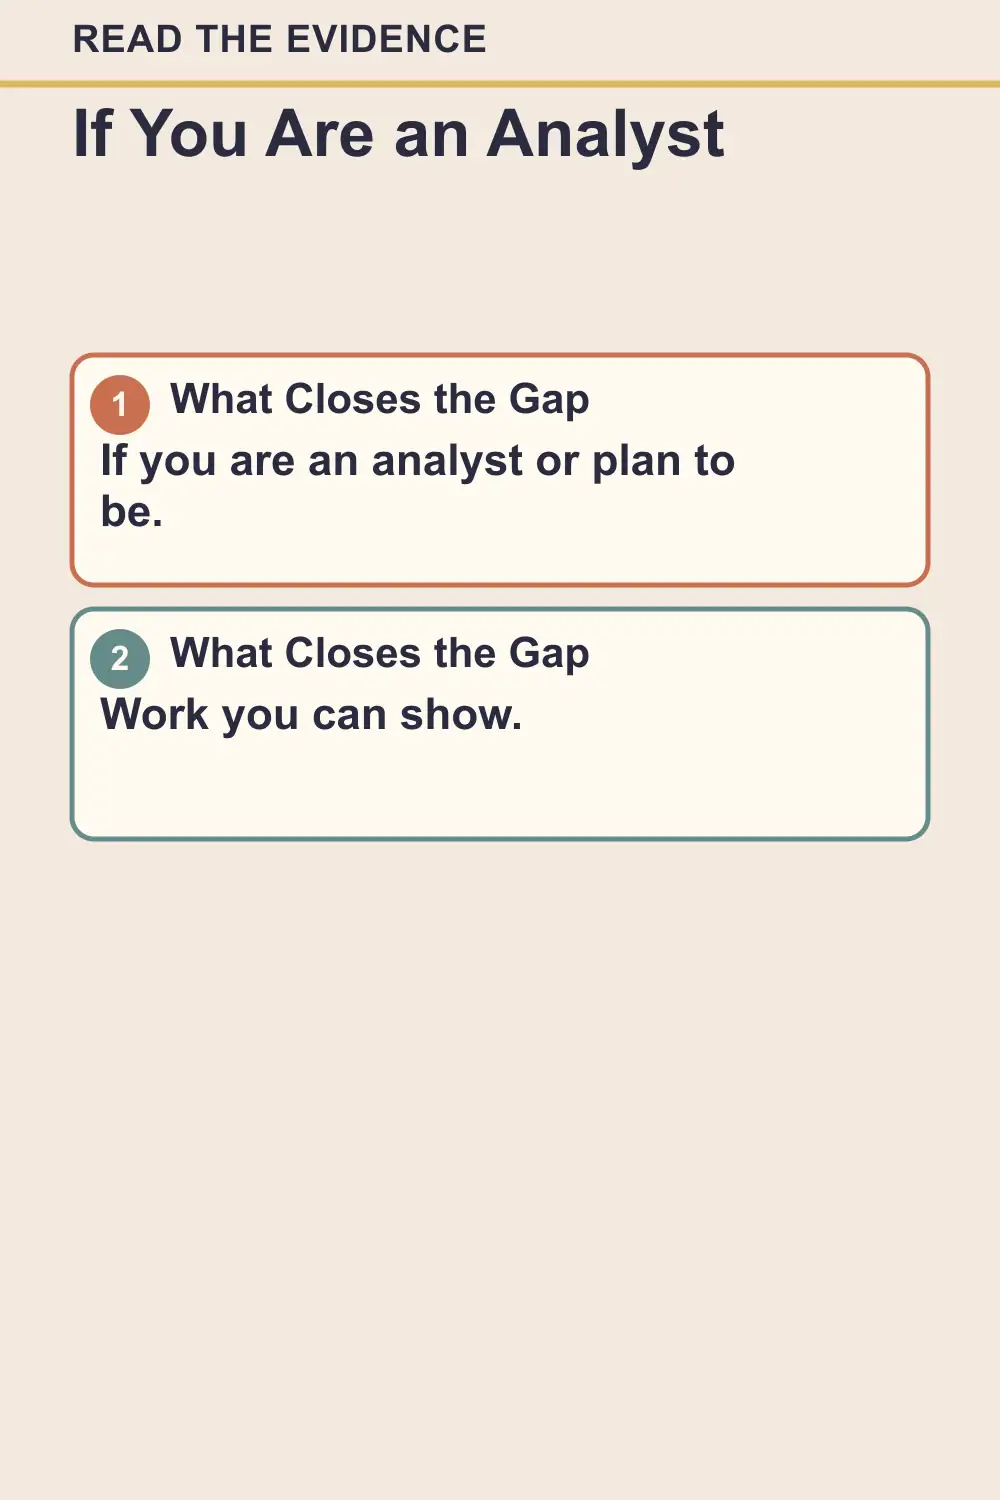 READ THE EVIDENCE
If You Are an Analyst
1 What Closes the Gap
If you are an analyst or plan to
be.
2 What Closes the Gap
Work you can show.